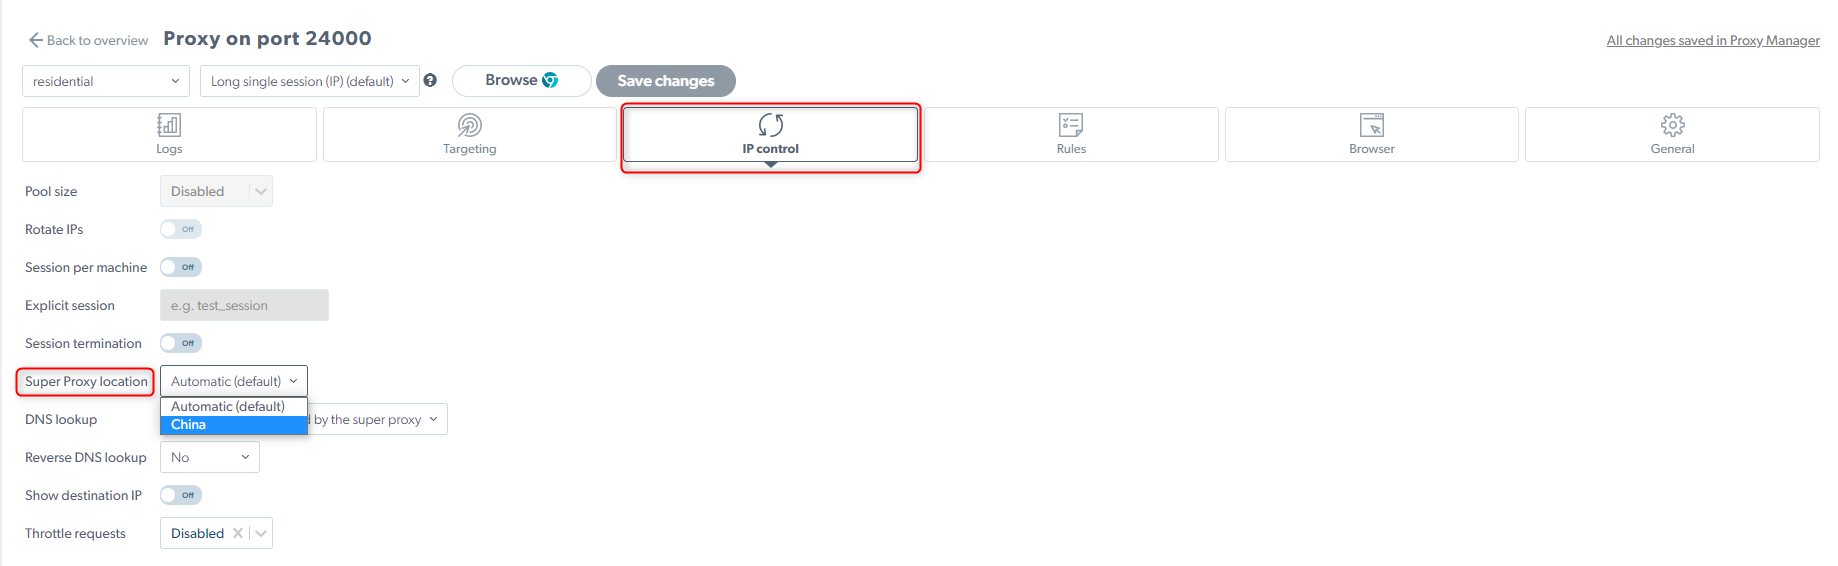 Back to overview Proxy on port 24000 All changes saved in Proxy Manager
residential Long single session (IP) (default) ? Browse Save changes
Logs Targeting IP control Rules Browser General
Pool size Disabled
Rotate IPs Off
Session per machine Off
Explicit session e.g. test_session
Session termination Off
Super Proxy location Automatic (default)
Automatic (default)
China
DNS lookup by the super proxy
Reverse DNS lookup No
Show destination IP Off
Throttle requests Disabled